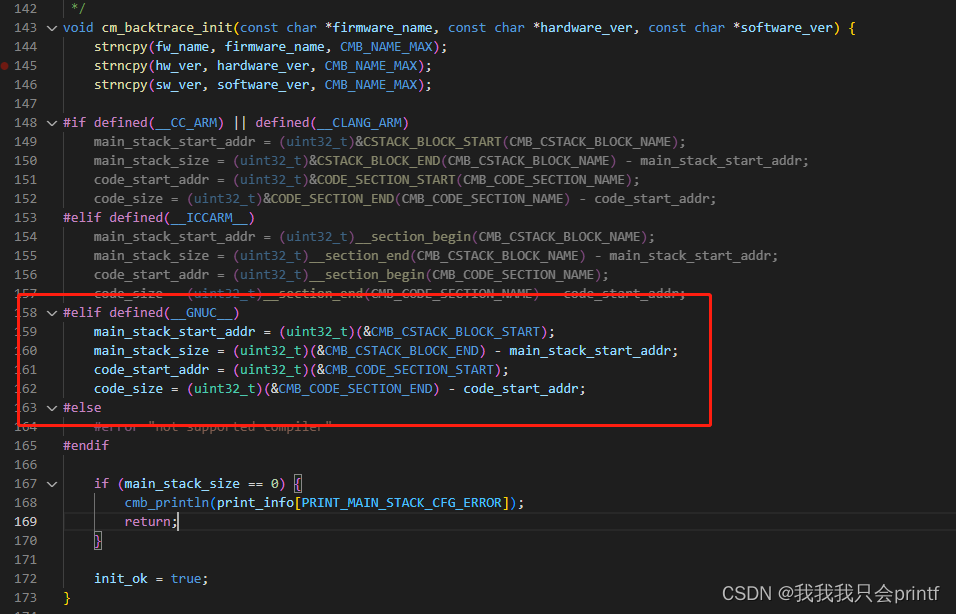 142 */
143 void cm_backtrace_init(const char *firmware_name, const char *hardware_ver, const char *software_ver) {
144 strncpy(fw_name, firmware_name, CMB_NAME_MAX);
145 strncpy(hw_ver, hardware_ver, CMB_NAME_MAX);
146 strncpy(sw_ver, software_ver, CMB_NAME_MAX);
147
148 #if defined(__CC_ARM) || defined(__CLANG_ARM)
149 main_stack_start_addr = (uint32_t)&CSTACK_BLOCK_START(CMB_CSTACK_BLOCK_NAME);
150 main_stack_size = (uint32_t)&CSTACK_BLOCK_END(CMB_CSTACK_BLOCK_NAME) - main_stack_start_addr;
151 code_start_addr = (uint32_t)&CODE_SECTION_START(CMB_CODE_SECTION_NAME);
152 code_size = (uint32_t)&CODE_SECTION_END(CMB_CODE_SECTION_NAME) - code_start_addr;
153 #elif defined(__ICCARM__)
154 main_stack_start_addr = (uint32_t)__section_begin(CMB_CSTACK_BLOCK_NAME);
155 main_stack_size = (uint32_t)__section_end(CMB_CSTACK_BLOCK_NAME) - main_stack_start_addr;
156 code_start_addr = (uint32_t)__section_begin(CMB_CODE_SECTION_NAME);
157 code_size = (uint32_t)__section_end(CMB_CODE_SECTION_NAME) - code_start_addr;
158 #elif defined(__GNUC__)
159 main_stack_start_addr = (uint32_t)(&CMB_CSTACK_BLOCK_START);
160 main_stack_size = (uint32_t)(&CMB_CSTACK_BLOCK_END) - main_stack_start_addr;
161 code_start_addr = (uint32_t)(&CMB_CODE_SECTION_START);
162 code_size = (uint32_t)(&CMB_CODE_SECTION_END) - code_start_addr;
163 #else
164 #error "not supported compiler"
165 #endif
166
167 if (main_stack_size == 0) {
168 cmb_println(print_info[PRINT_MAIN_STACK_CFG_ERROR]);
169 return;
170 }
171
172 init_ok = true;
173 }
CSDN @我我我只会printf